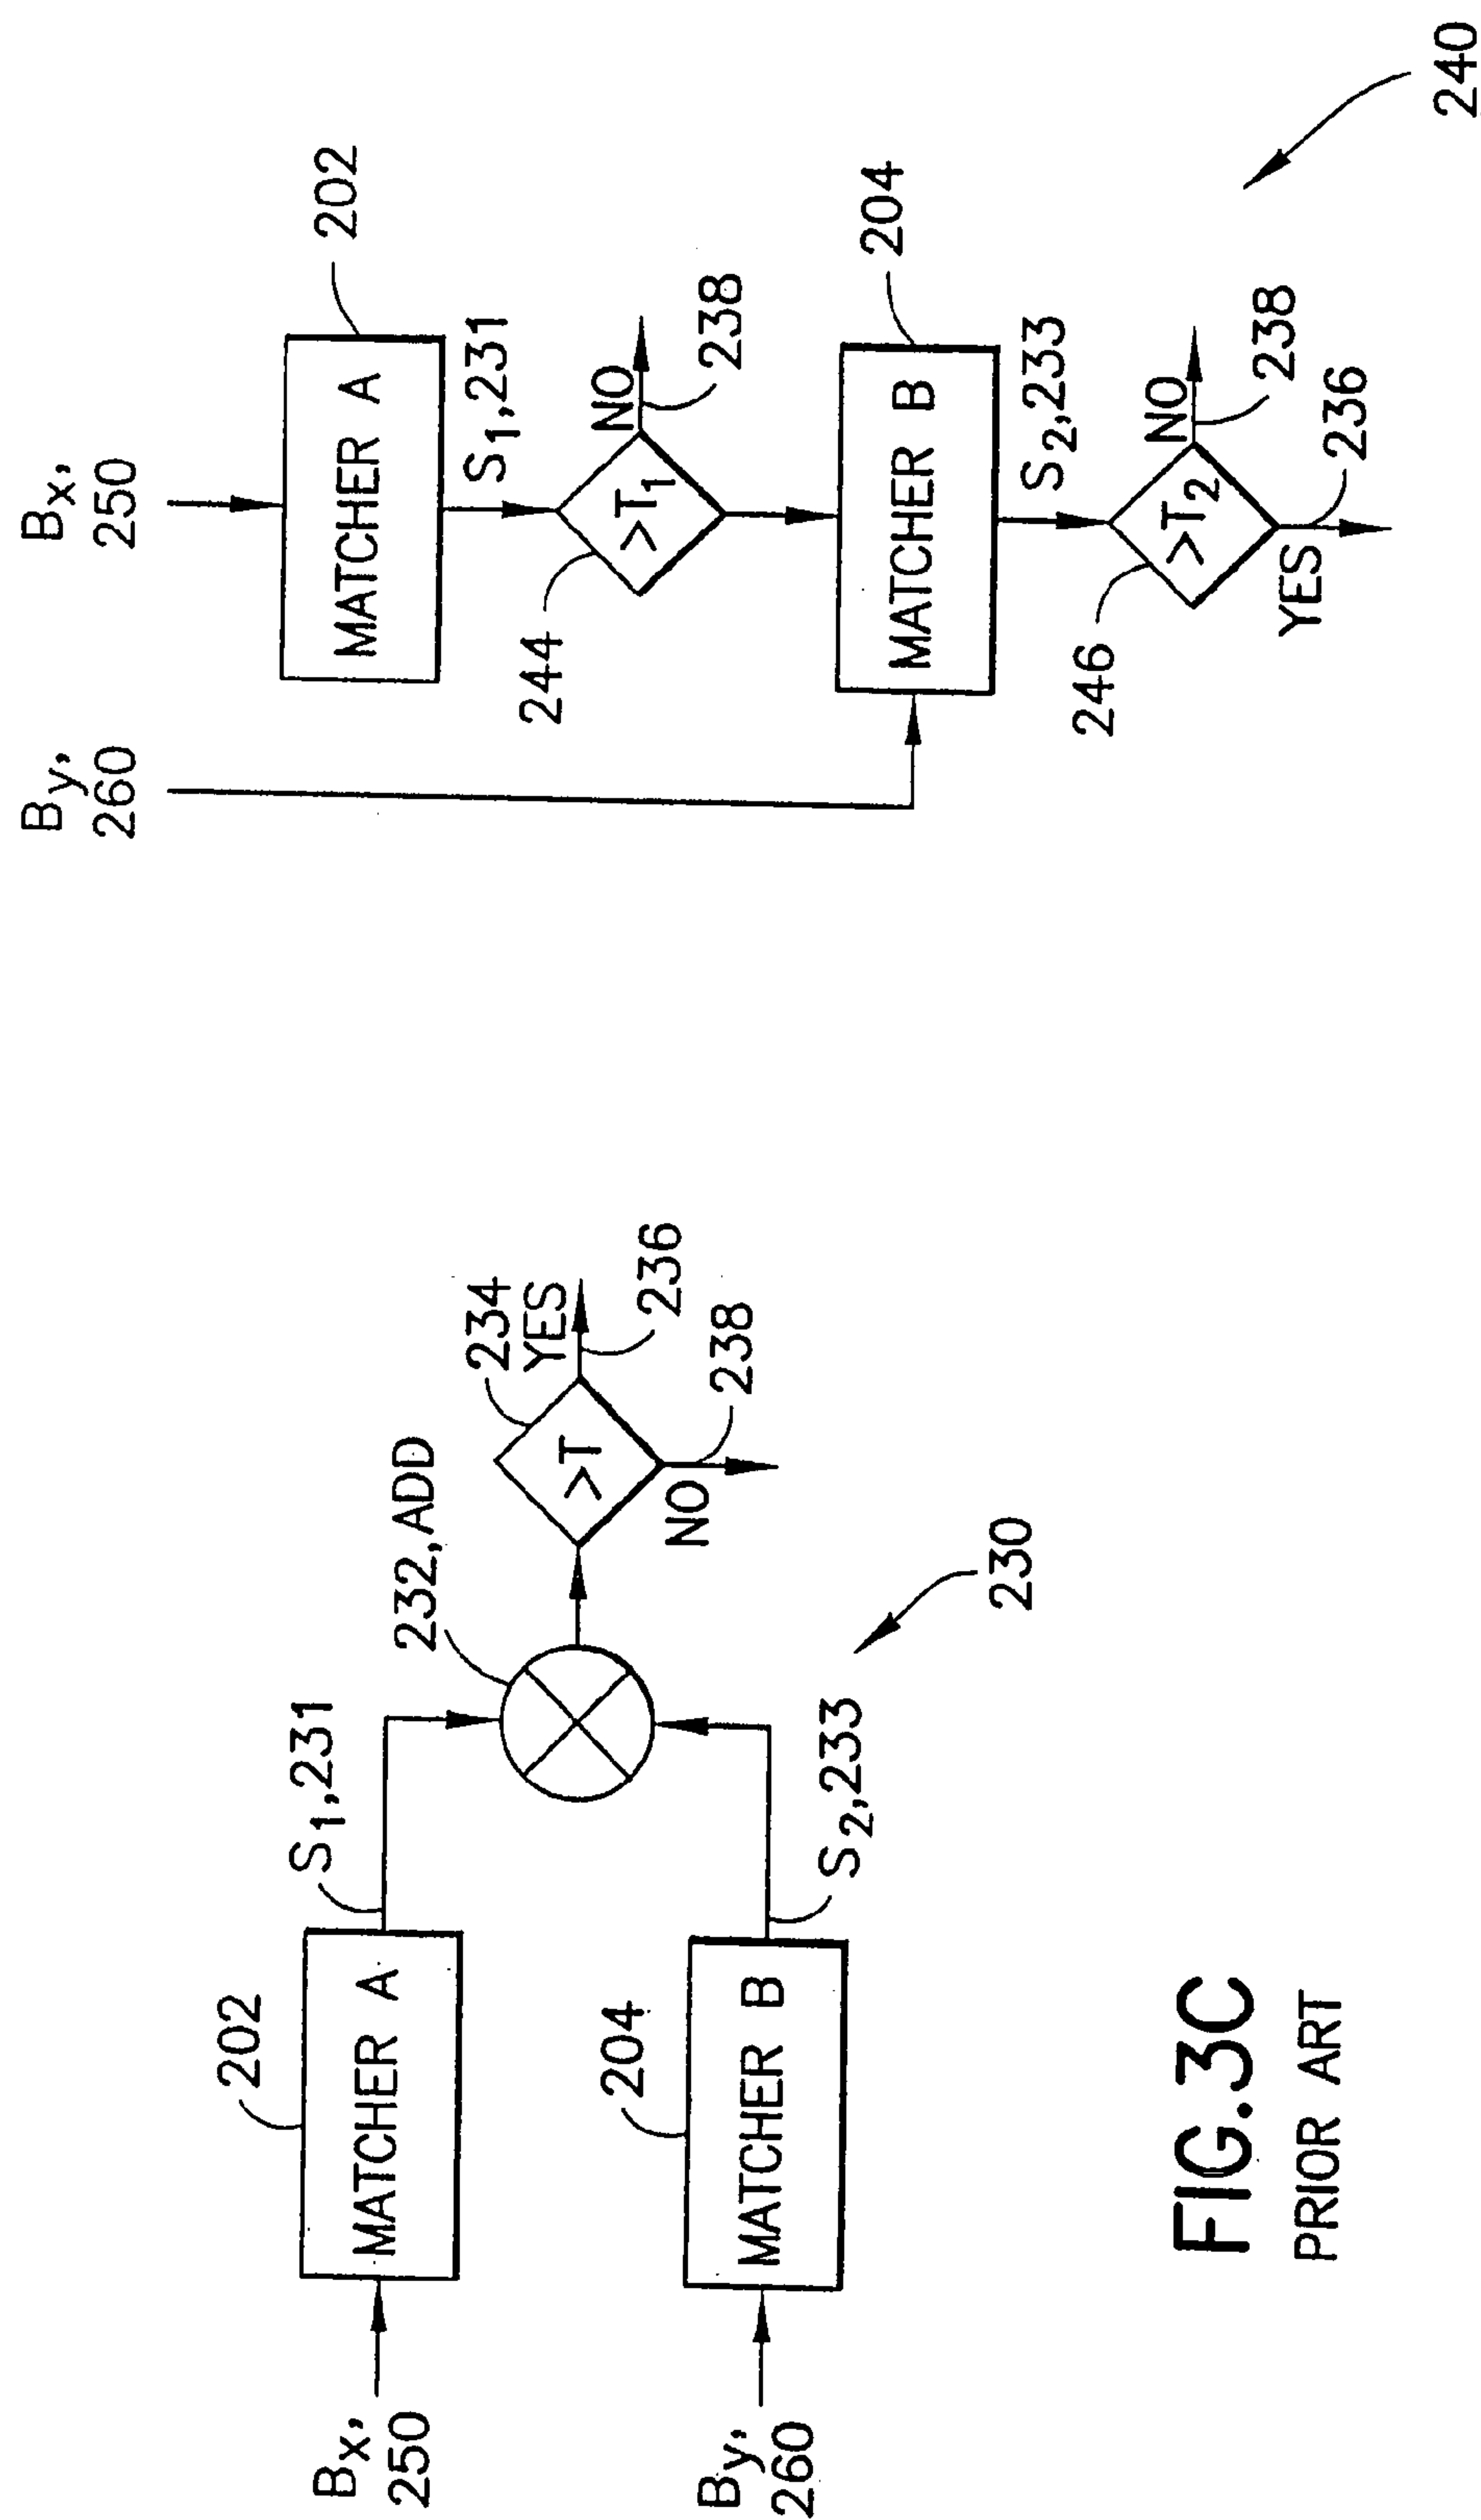 Bx,
250
202
MATCHER A
S1,231
232,ADD
234
YES
>T
236
NO
238
By,
260
204
MATCHER B
S2,233
230
By,
260
Bx,
250
MATCHER A
202
S1,231
244
>T1
NO
238
MATCHER B
204
S2,233
246
>T2
NO
238
YES
236
240
FIG.3C
PRIOR ART